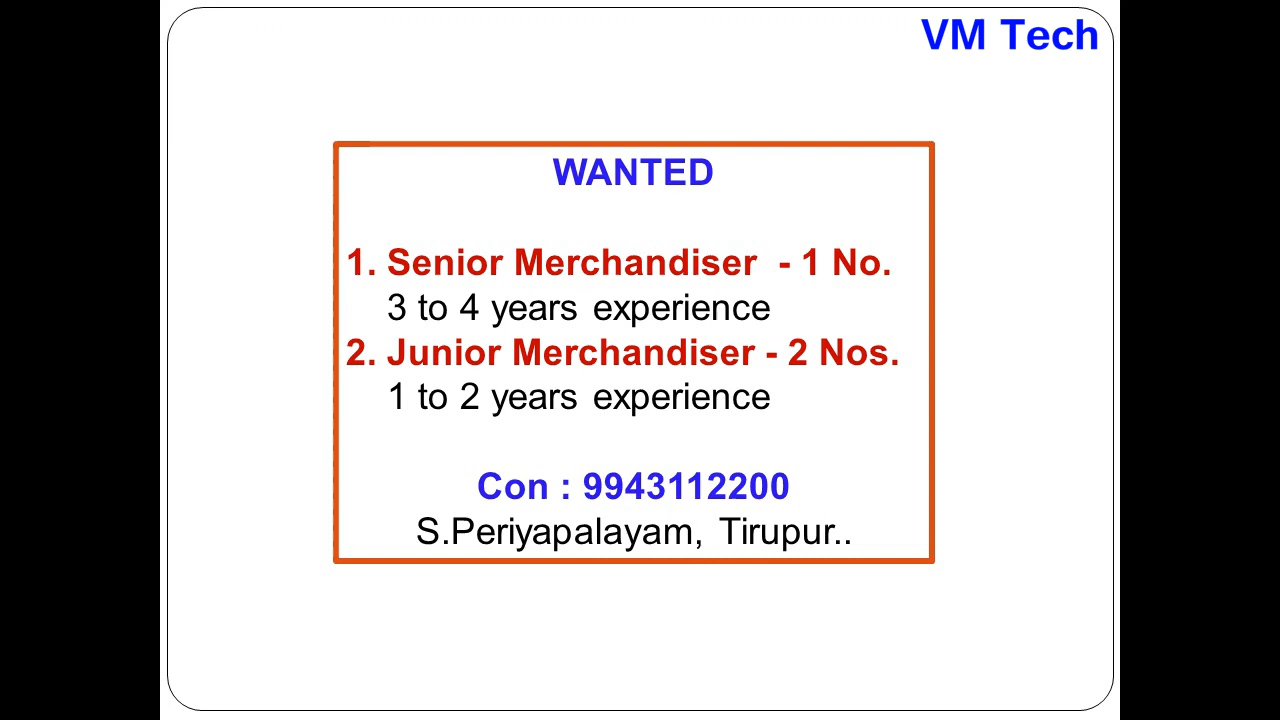 VM Tech
WANTED
1. Senior Merchandiser - 1 No.
3 to 4 years experience
2. Junior Merchandiser - 2 Nos.
1 to 2 years experience
Con : 9943112200
S.Periyapalayam, Tirupur..